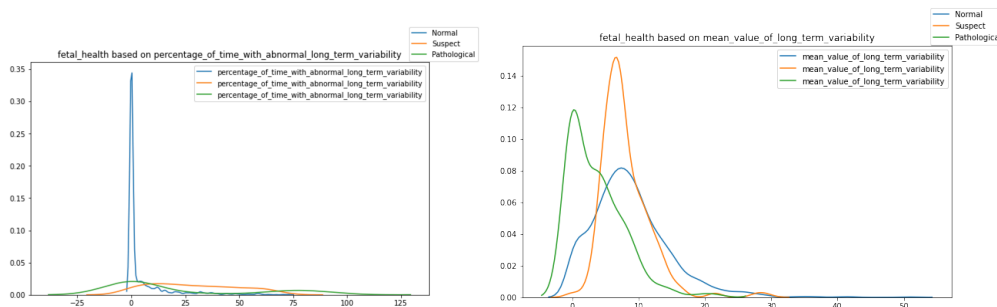 Normal
Suspect
Pathological
fetal_health based on percentage_of_time_with_abnormal_long_term_variability
percentage_of_time_with_abnormal_long_term_variability
percentage_of_time_with_abnormal_long_term_variability
percentage_of_time_with_abnormal_long_term_variability
0.35
0.30
0.25
0.20
0.15
0.10
0.05
0.00
−25 0 25 50 75 100 125
Normal
Suspect
Pathological
fetal_health based on mean_value_of_long_term_variability
mean_value_of_long_term_variability
mean_value_of_long_term_variability
mean_value_of_long_term_variability
0.14
0.12
0.10
0.08
0.06
0.04
0.02
0.00
0 10 20 30 40 50